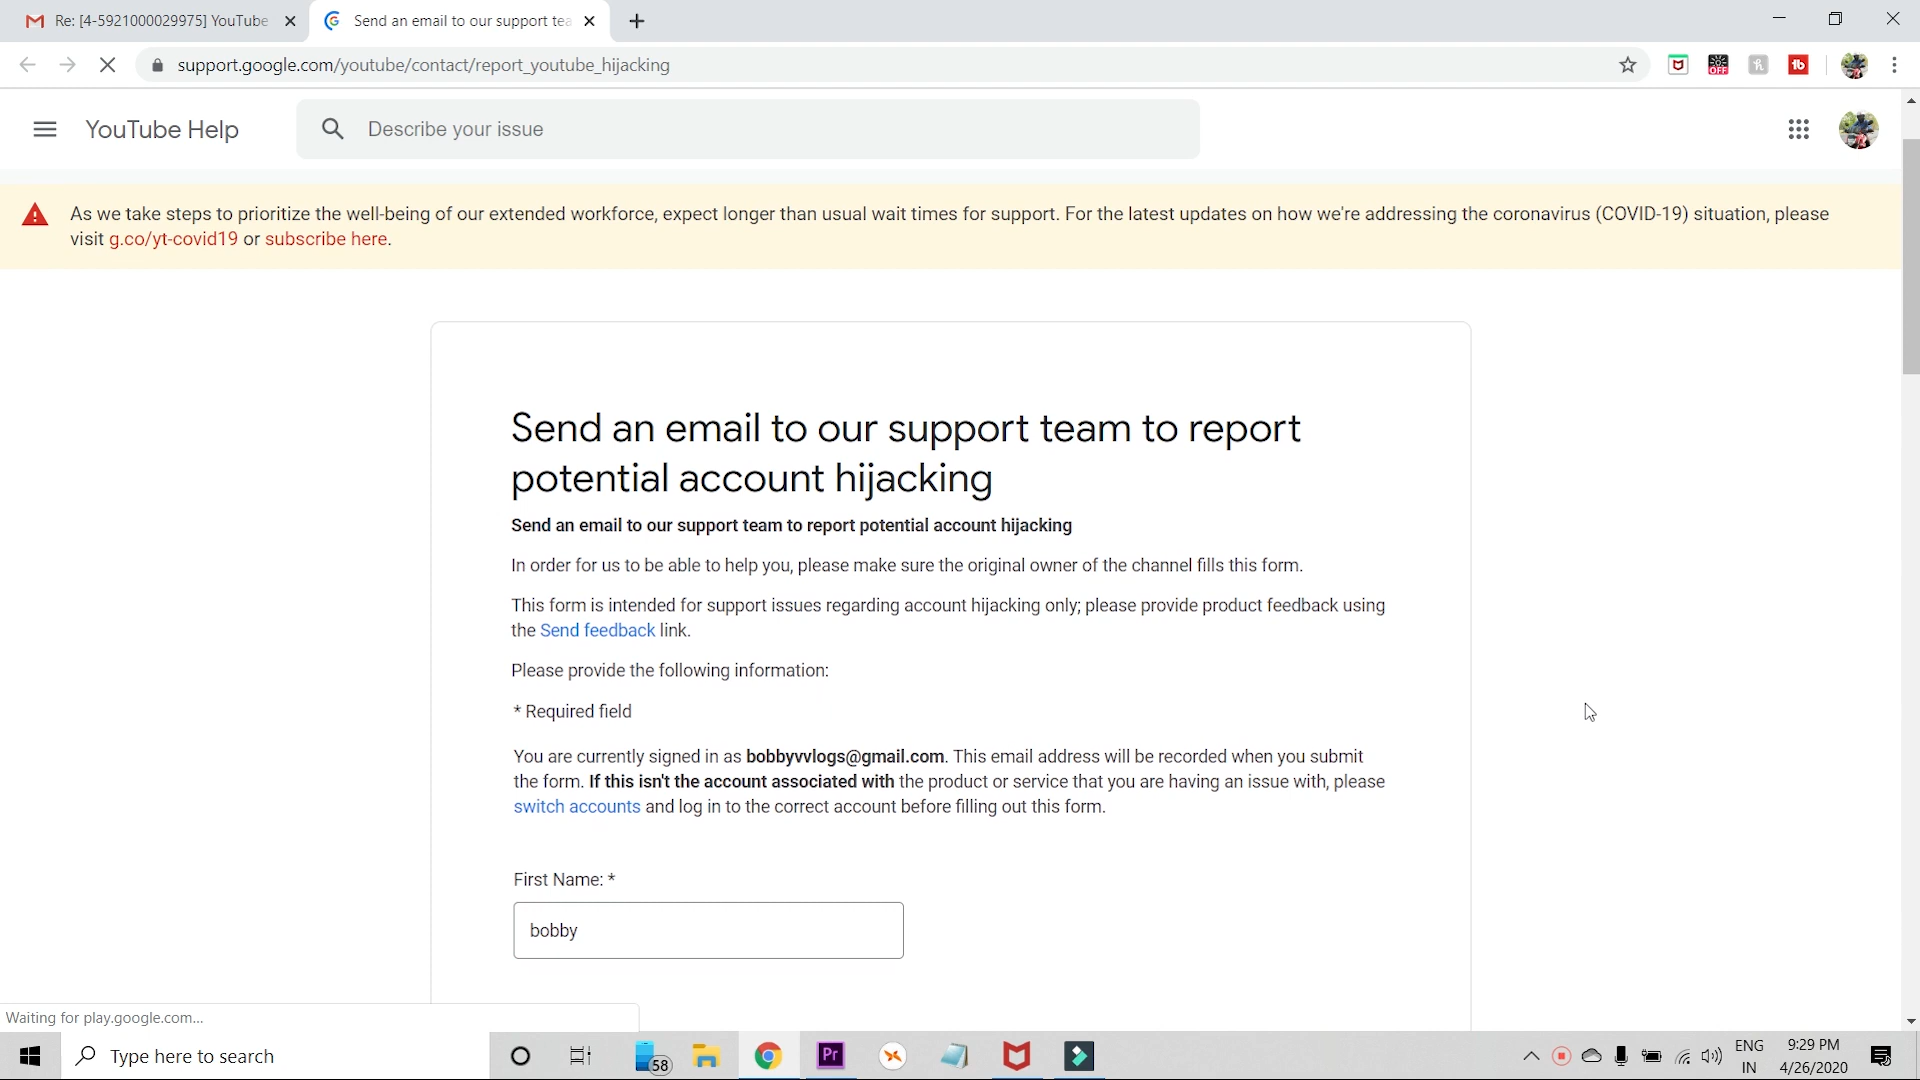 Re: [4-5921000029975] YouTube
Send an email to our support tea
support.google.com/youtube/contact/report_youtube_hijacking
OFF
YouTube Help
Describe your issue
As we take steps to prioritize the well-being of our extended workforce, expect longer than usual wait times for support. For the latest updates on how we're addressing the coronavirus (COVID-19) situation, please
visit g.co/yt-covid19 or subscribe here.
Send an email to our support team to report
potential account hijacking
Send an email to our support team to report potential account hijacking
In order for us to be able to help you, please make sure the original owner of the channel fills this form.
This form is intended for support issues regarding account hijacking only; please provide product feedback using
the Send feedback link.
Please provide the following information:
* Required field
You are currently signed in as bobbyvvlogs@gmail.com. This email address will be recorded when you submit
the form. If this isn't the account associated with the product or service that you are having an issue with, please
switch accounts and log in to the correct account before filling out this form.
First Name: *
bobby
Waiting for play.google.com...
Type here to search
58
Pr
ENG
IN
9:29 PM
4/26/2020